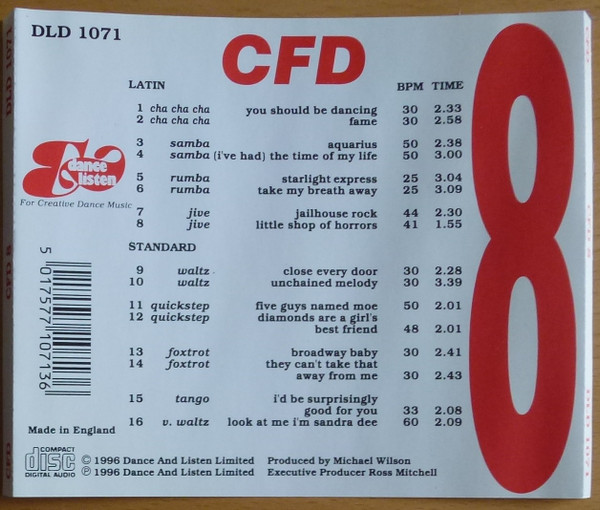 DLD 1071
CFD
LATIN BPM TIME
1 cha cha cha you should be dancing 30 2.33
2 cha cha cha fame 30 2.58
3 samba aquarius 50 2.38
4 samba (i've had) the time of my life 50 3.00
5 rumba starlight express 25 3.04
6 rumba take my breath away 25 3.09
7 jive jailhouse rock 44 2.30
8 jive little shop of horrors 41 1.55
STANDARD
9 waltz close every door 30 2.28
10 waltz unchained melody 30 3.39
11 quickstep five guys named moe 50 2.01
12 quickstep diamonds are a girl's
best friend 48 2.01
13 foxtrot broadway baby 30 2.41
14 foxtrot they can't take that
away from me 30 2.43
15 tango i'd be surprisingly
good for you 33 2.08
16 v. waltz look at me i'm sandra dee 60 2.09
8
dance
& listen
For Creative Dance Music
5 017577 107136
Made in England
COMPACT
disc
DIGITAL AUDIO
© 1996 Dance And Listen Limited Produced by Michael Wilson
℗ 1996 Dance And Listen Limited Executive Producer Ross Mitchell
DLD 1071
CFD 8
CFD
DLD 1071